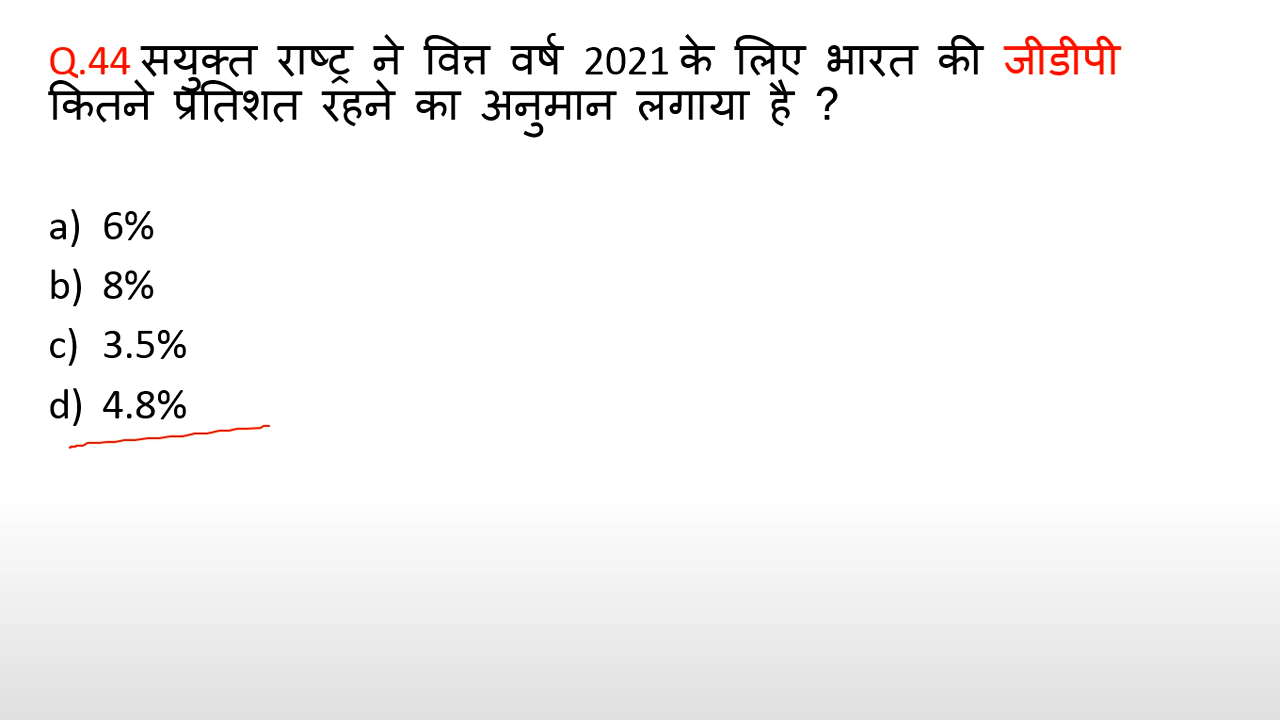 Q.44 सयुक्त राष्ट्र ने वित्त वर्ष 2021 के लिए भारत की जीडीपी
कितने प्रतिशत रहने का अनुमान लगाया है ?
a) 6%
b) 8%
c) 3.5%
d) 4.8%